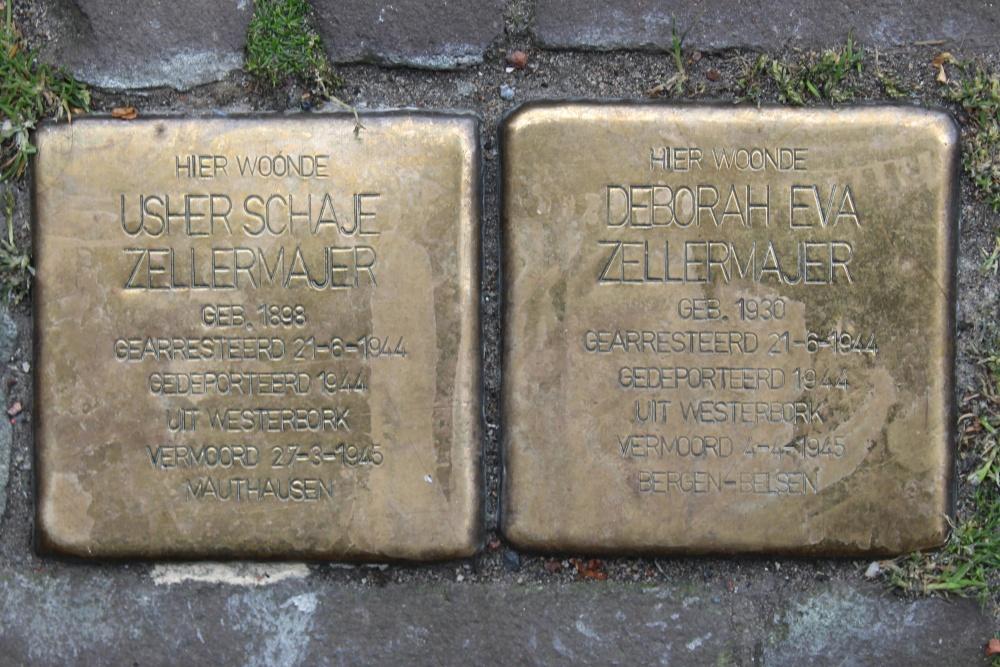 HIER WOONDE
USHER SCHAJE
ZELLERMAJER
GEB. 1898
GEARRESTEERD 21-6-1944
GEDEPORTEERD 1944
UIT WESTERBORK
VERMOORD 27-3-1945
MAUTHAUSEN
HIER WOONDE
DEBORAH EVA
ZELLERMAJER
GEB. 1930
GEARRESTEERD 21-6-1944
GEDEPORTEERD 1944
UIT WESTERBORK
VERMOORD 4-4-1945
BERGEN-BELSEN